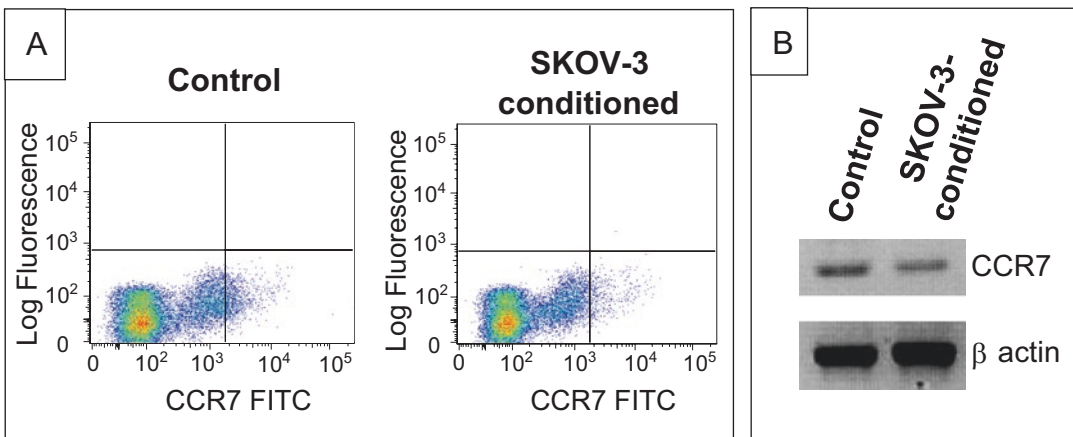 A
Control
SKOV-3
conditioned
Log Fluorescence
10⁵
10⁴
10³
10²
0
0
10²
10³
10⁴
10⁵
CCR7 FITC
Log Fluorescence
10⁵
10⁴
10³
10²
0
0
10²
10³
10⁴
10⁵
CCR7 FITC
B
Control
SKOV-3-
conditioned
CCR7
β actin